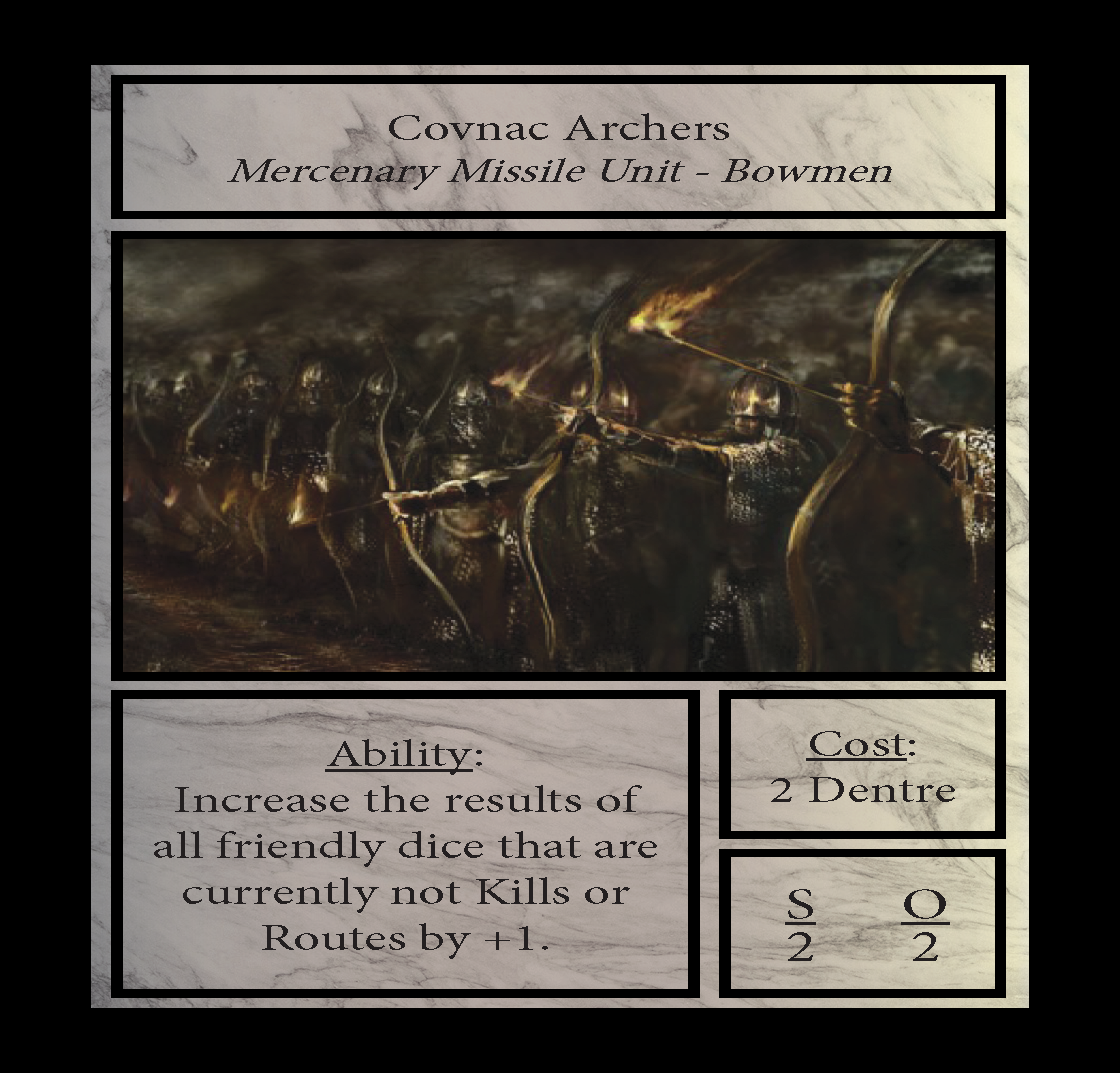 Covnac Archers
Mercenary Missile Unit - Bowmen
Ability:
Increase the results of
all friendly dice that are
currently not Kills or
Routes by +1.
Cost:
2 Dentre
S O
2 2